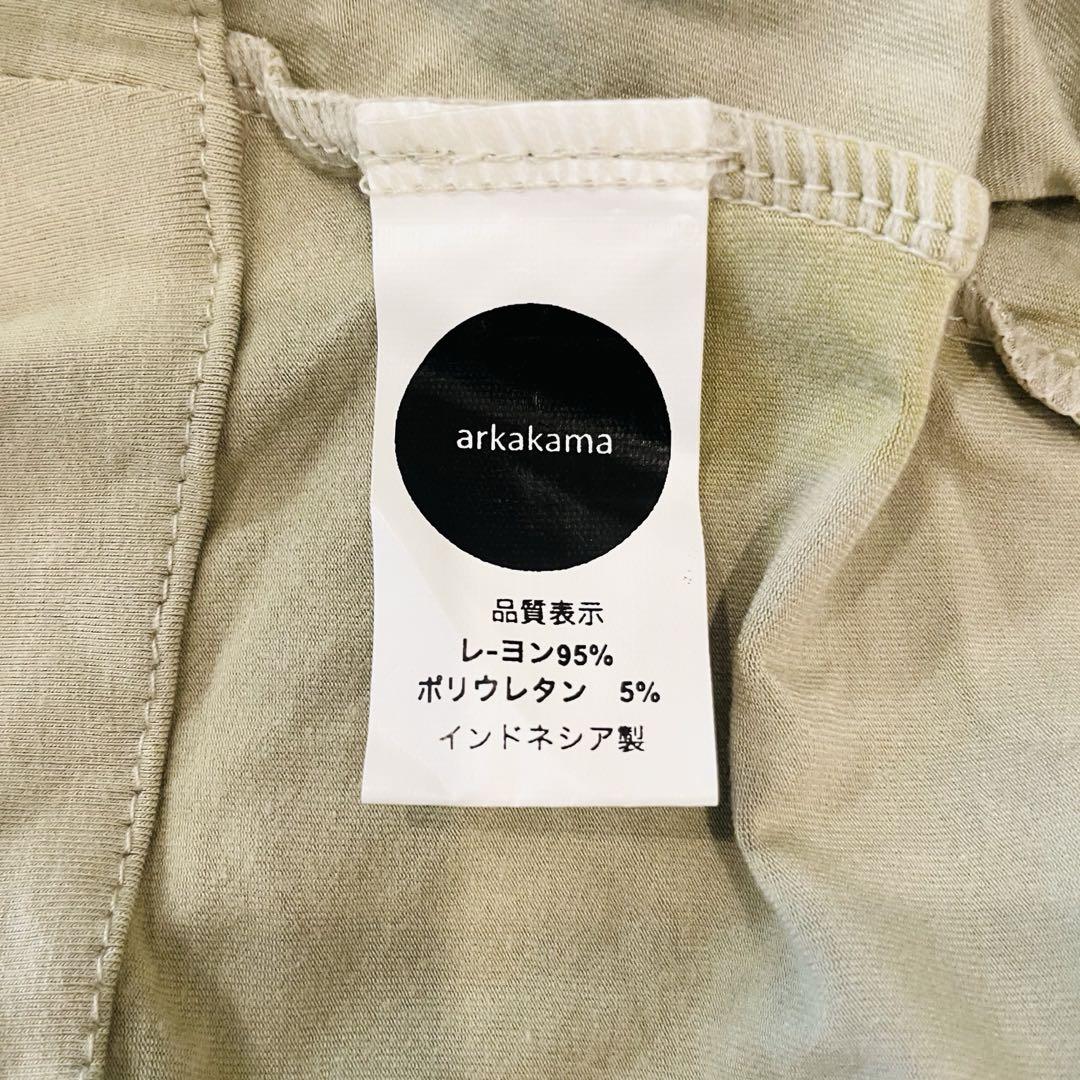 arkakama
品質表示
レ-ヨン95%
ポリウレタン　5%
インドネシア製